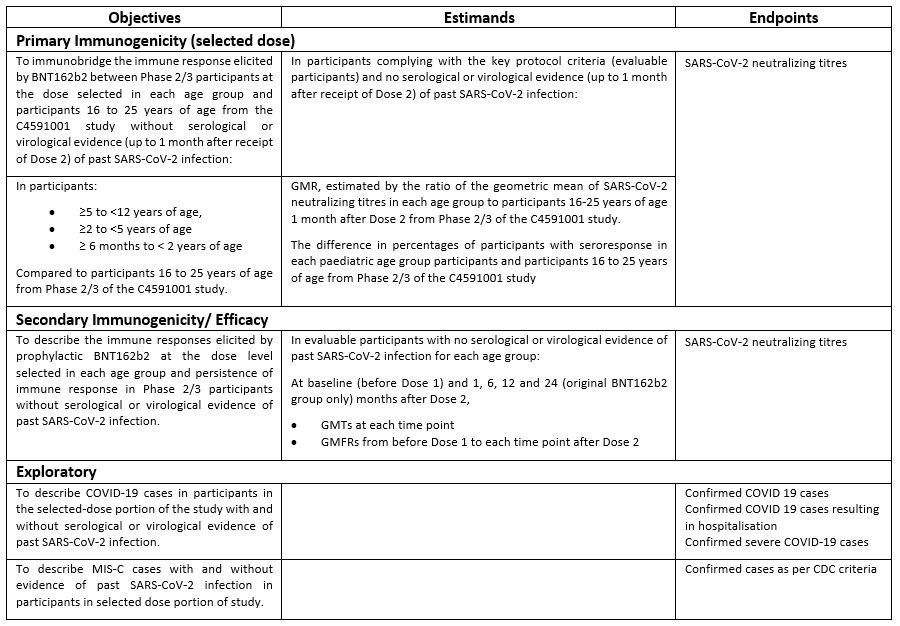 Objectives
Estimands
Endpoints
Primary Immunogenicity (selected dose)
To immunobridge the immune response elicited
by BNT162b2 between Phase 2/3 participants at
the dose selected in each age group and
participants 16 to 25 years of age from the
C4591001 study without serological or
virological evidence (up to 1 month after receipt
of Dose 2) of past SARS-CoV-2 infection:
In participants complying with the key protocol criteria (evaluable
participants) and no serological or virological evidence (up to 1 month
after receipt of Dose 2) of past SARS-CoV-2 infection:
SARS-CoV-2 neutralizing titres
In participants:
• ≥5 to <12 years of age,
• ≥2 to <5 years of age
• ≥ 6 months to < 2 years of age
Compared to participants 16 to 25 years of age
from Phase 2/3 of the C4591001 study.
GMR, estimated by the ratio of the geometric mean of SARS-CoV-2
neutralizing titres in each age group to participants 16-25 years of age
1 month after Dose 2 from Phase 2/3 of the C4591001 study.
The difference in percentages of participants with seroresponse in
each paediatric age group participants and participants 16 to 25 years
of age from Phase 2/3 of the C4591001 study
Secondary Immunogenicity/ Efficacy
To describe the immune responses elicited by
prophylactic BNT162b2 at the dose level
selected in each age group and persistence of
immune response in Phase 2/3 participants
without serological or virological evidence of
past SARS-CoV-2 infection.
In evaluable participants with no serological or virological evidence of
past SARS-CoV-2 infection for each age group:
At baseline (before Dose 1) and 1, 6, 12 and 24 (original BNT162b2
group only) months after Dose 2,
• GMTs at each time point
• GMFRs from before Dose 1 to each time point after Dose 2
SARS-CoV-2 neutralizing titres
Exploratory
To describe COVID-19 cases in participants in
the selected-dose portion of the study with and
without serological or virological evidence of
past SARS-CoV-2 infection.
Confirmed COVID 19 cases
Confirmed COVID 19 cases resulting
in hospitalisation
Confirmed severe COVID-19 cases
To describe MIS-C cases with and without
evidence of past SARS-CoV-2 infection in
participants in selected dose portion of study.
Confirmed cases as per CDC criteria